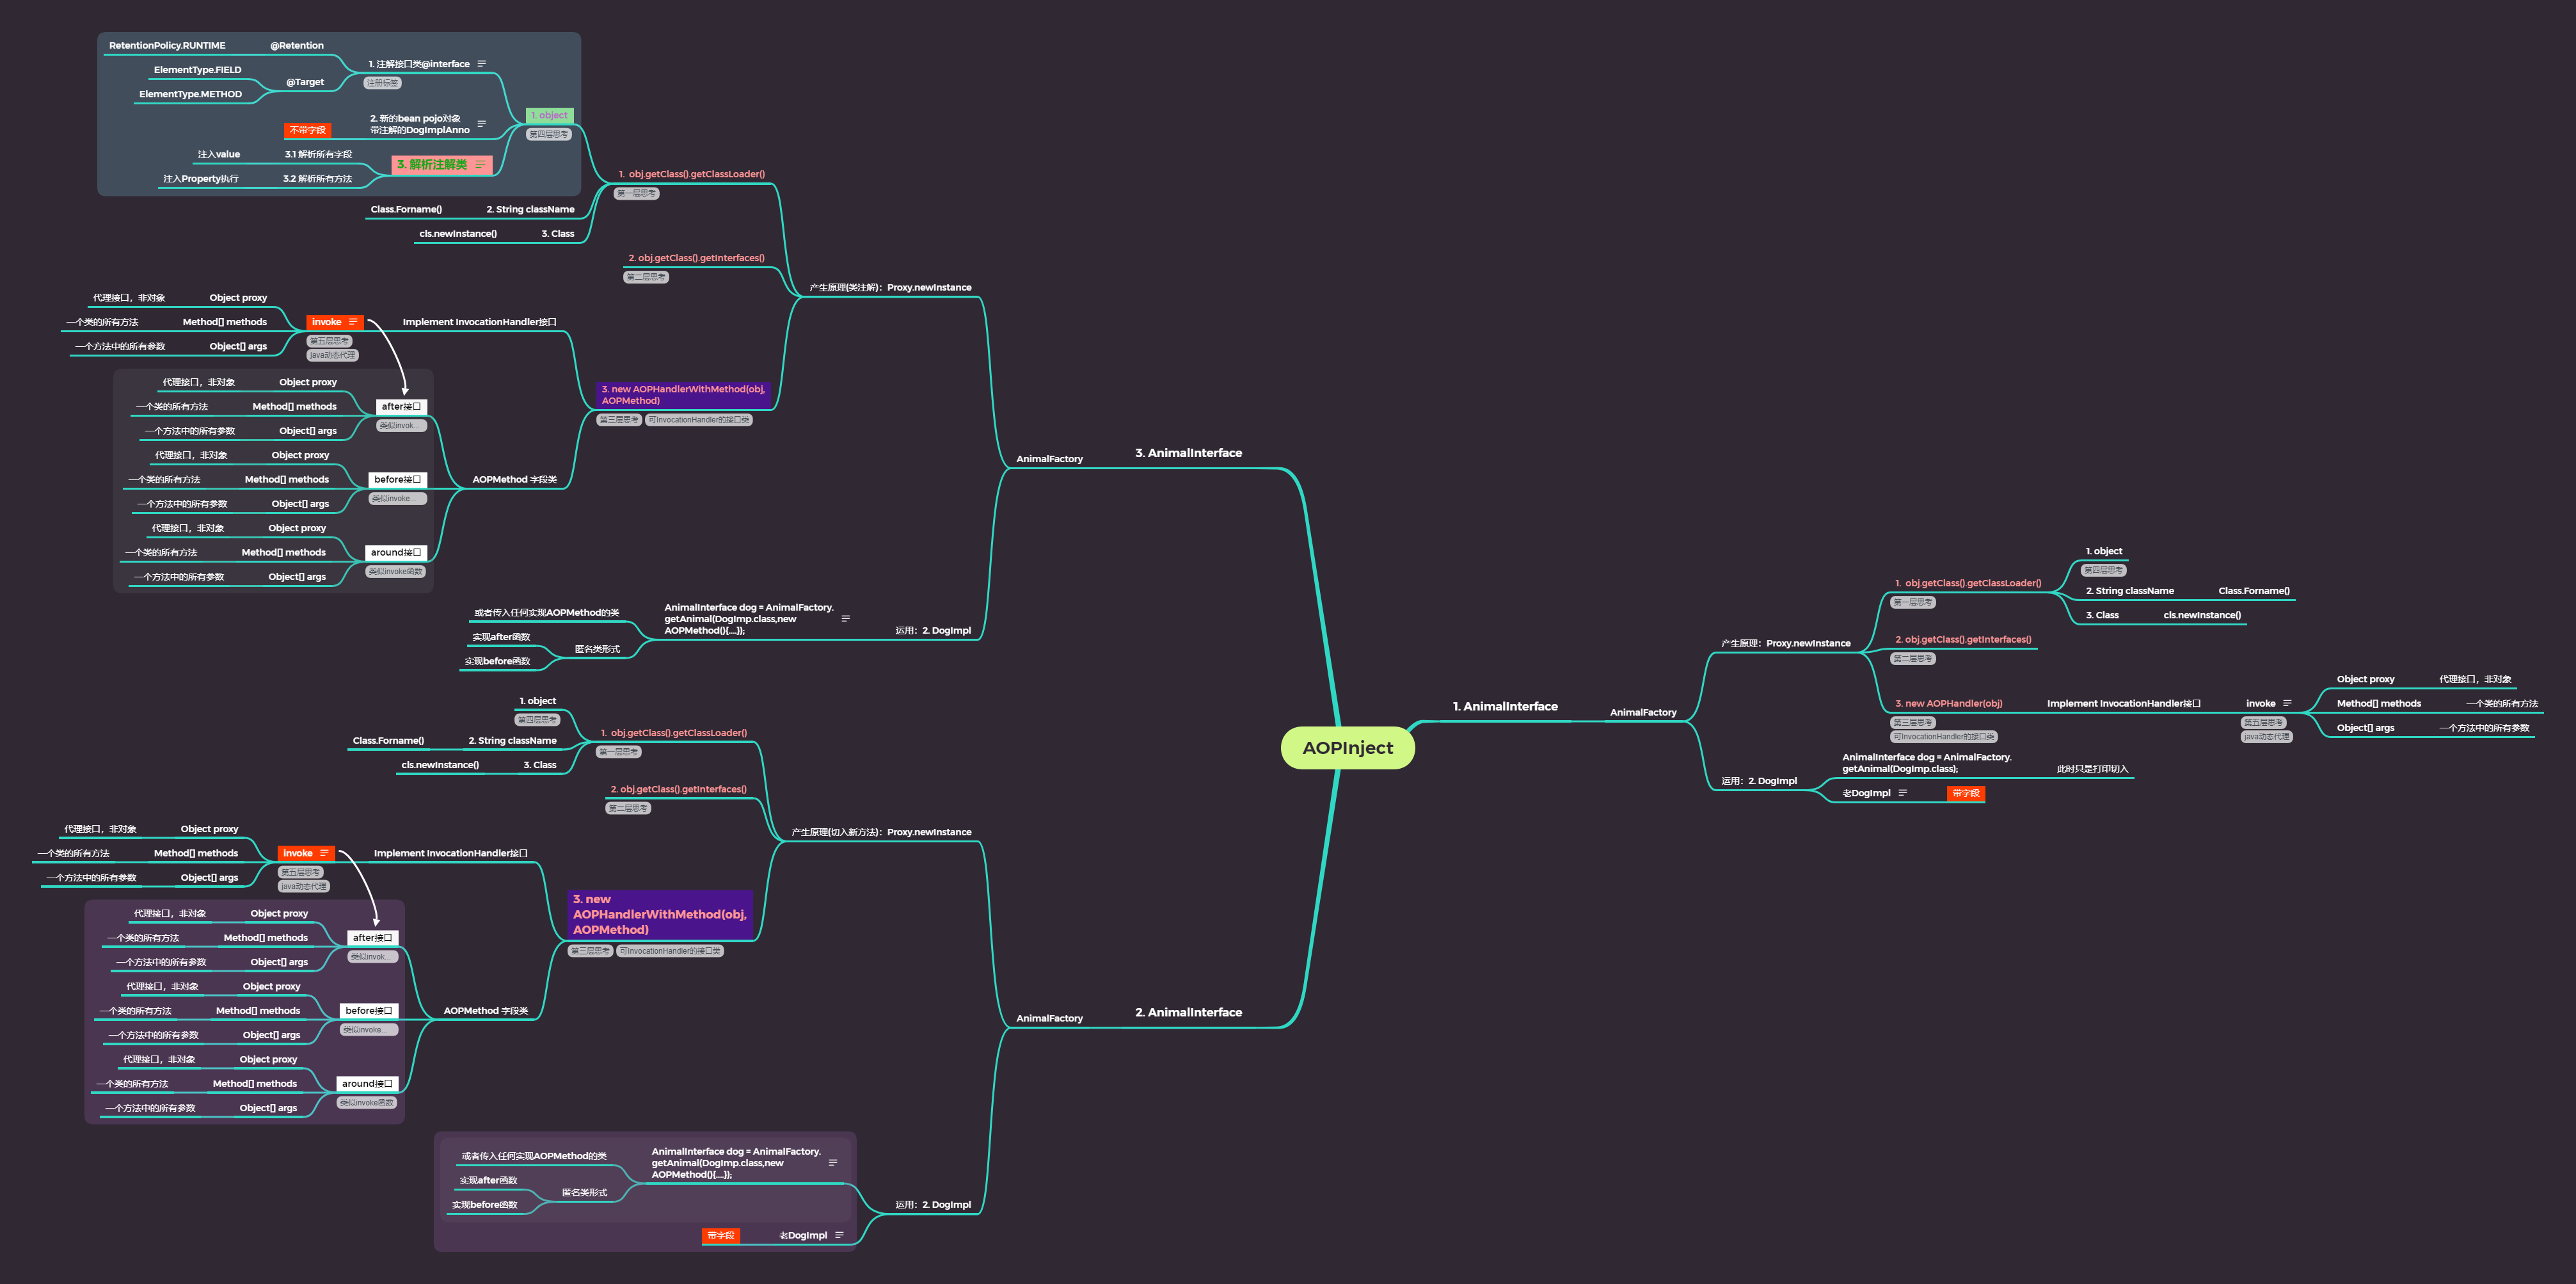 AOPInject
1. AnimalInterface
AnimalFactory
产生原理：Proxy.newInstance
1. obj.getClass().getClassLoader()
第一层思考
1. object
第四层思考
2. String className
Class.Forname()
3. Class
cls.newInstance()
2. obj.getClass().getInterfaces()
第二层思考
3. new AOPHandler(obj)
第三层思考
可InvocationHandler的接口类
Implement InvocationHandler接口
invoke
第五层思考
java动态代理
Object proxy
代理接口，非对象
Method[] methods
一个类的所有方法
Object[] args
一个方法中的所有参数
运用：2. DogImpl
AnimalInterface dog = AnimalFactory.
getAnimal(DogImp.class);
此时只是打印切入
老DogImpl
带字段
2. AnimalInterface
AnimalFactory
产生原理(切入新方法)：Proxy.newInstance
1. obj.getClass().getClassLoader()
第一层思考
1. object
第四层思考
2. String className
Class.Forname()
3. Class
cls.newInstance()
2. obj.getClass().getInterfaces()
第二层思考
3. new
AOPHandlerWithMethod(obj,
AOPMethod)
第三层思考
可InvocationHandler的接口类
Implement InvocationHandler接口
invoke
第五层思考
java动态代理
Object proxy
代理接口，非对象
Method[] methods
一个类的所有方法
Object[] args
一个方法中的所有参数
AOPMethod 字段类
after接口
类似invok...
Object proxy
代理接口，非对象
Method[] methods
一个类的所有方法
Object[] args
一个方法中的所有参数
before接口
类似invoke...
Object proxy
代理接口，非对象
Method[] methods
一个类的所有方法
Object[] args
一个方法中的所有参数
around接口
类似invoke函数
Object proxy
代理接口，非对象
Method[] methods
一个类的所有方法
Object[] args
一个方法中的所有参数
运用：2. DogImpl
AnimalInterface dog = AnimalFactory.
getAnimal(DogImp.class,new
AOPMethod(){....});
或者传入任何实现AOPMethod的类
匿名类形式
实现after函数
实现before函数
老DogImpl
带字段
3. AnimalInterface
AnimalFactory
产生原理(类注解)：Proxy.newInstance
1. obj.getClass().getClassLoader()
第一层思考
1. object
第四层思考
1. 注解接口类@interface
注册标签
@Retention
RetentionPolicy.RUNTIME
@Target
ElementType.FIELD
ElementType.METHOD
2. 新的bean pojo对象
带注解的DogImplAnno
不带字段
3. 解析注解类
3.1 解析所有字段
注入value
3.2 解析所有方法
注入Property执行
2. String className
Class.Forname()
3. Class
cls.newInstance()
2. obj.getClass().getInterfaces()
第二层思考
3. new AOPHandlerWithMethod(obj,
AOPMethod)
第三层思考
可InvocationHandler的接口类
Implement InvocationHandler接口
invoke
第五层思考
java动态代理
Object proxy
代理接口，非对象
Method[] methods
一个类的所有方法
Object[] args
一个方法中的所有参数
AOPMethod 字段类
after接口
类似invok...
Object proxy
代理接口，非对象
Method[] methods
一个类的所有方法
Object[] args
一个方法中的所有参数
before接口
类似invoke...
Object proxy
代理接口，非对象
Method[] methods
一个类的所有方法
Object[] args
一个方法中的所有参数
around接口
类似invoke函数
Object proxy
代理接口，非对象
Method[] methods
一个类的所有方法
Object[] args
一个方法中的所有参数
运用：2. DogImpl
AnimalInterface dog = AnimalFactory.
getAnimal(DogImp.class,new
AOPMethod(){....});
或者传入任何实现AOPMethod的类
匿名类形式
实现after函数
实现before函数